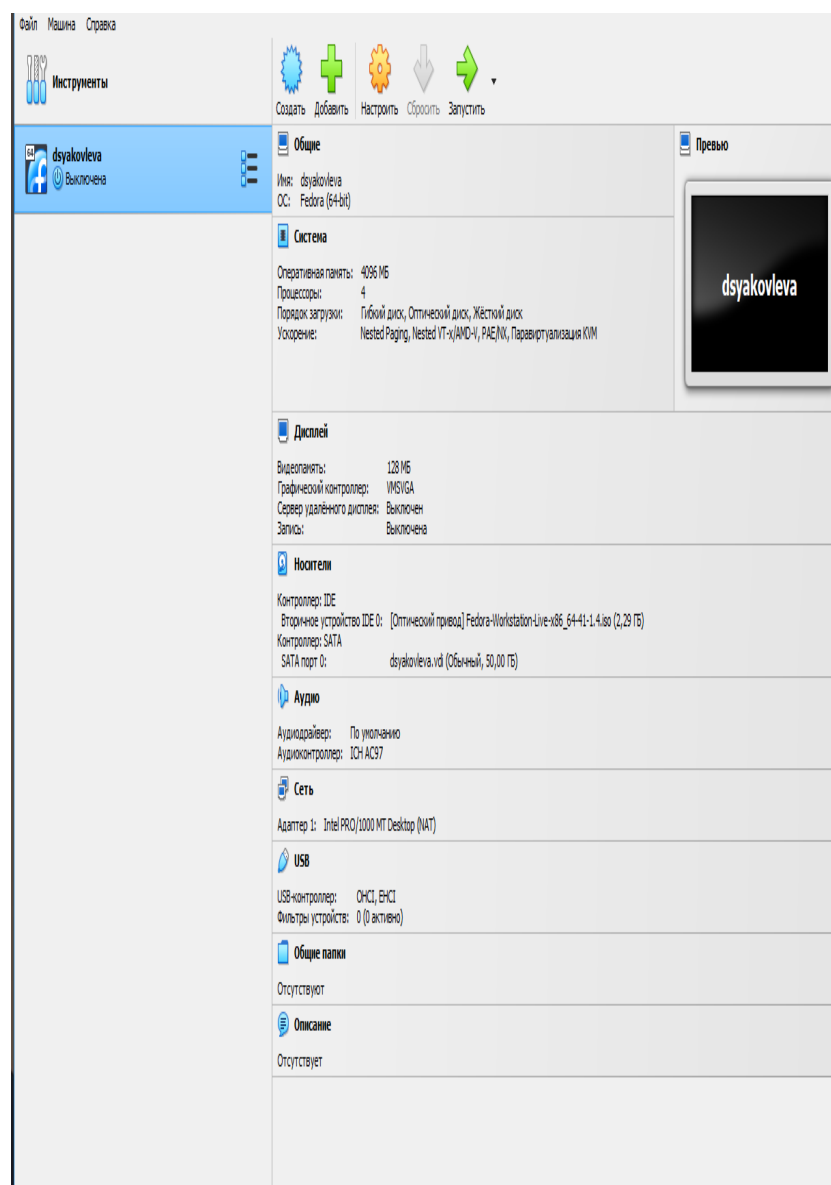 Файл Машина Справка
Инструменты
Создать Добавить Настроить Сбросить Запустить
64
dsyakovleva
Выключена
Общие
Имя: dsyakovleva
ОС: Fedora (64-bit)
Превью
dsyakovleva
Система
Оперативная память: 4096 МБ
Процессоры: 4
Порядок загрузки: Гибкий диск, Оптический диск, Жёсткий диск
Ускорение: Nested Paging, Nested VT-x/AMD-V, PAE/NX, Паравиртуализация KVM
Дисплей
Видеопамять: 128 МБ
Графический контроллер: VMSVGA
Сервер удалённого дисплея: Выключен
Запись: Выключена
Носители
Контроллер: IDE
Вторичное устройство IDE 0: [Оптический привод] Fedora-Workstation-Live-x86_64-41-1.4.iso (2,29 ГБ)
Контроллер: SATA
SATA порт 0: dsyakovleva.vdi (Обычный, 50,00 ГБ)
Аудио
Аудиодрайвер: По умолчанию
Аудиоконтроллер: ICH AC97
Сеть
Адаптер 1: Intel PRO/1000 MT Desktop (NAT)
USB
USB-контроллер: OHCI, EHCI
Фильтры устройств: 0 (0 активно)
Общие папки
Отсутствуют
Описание
Отсутствует